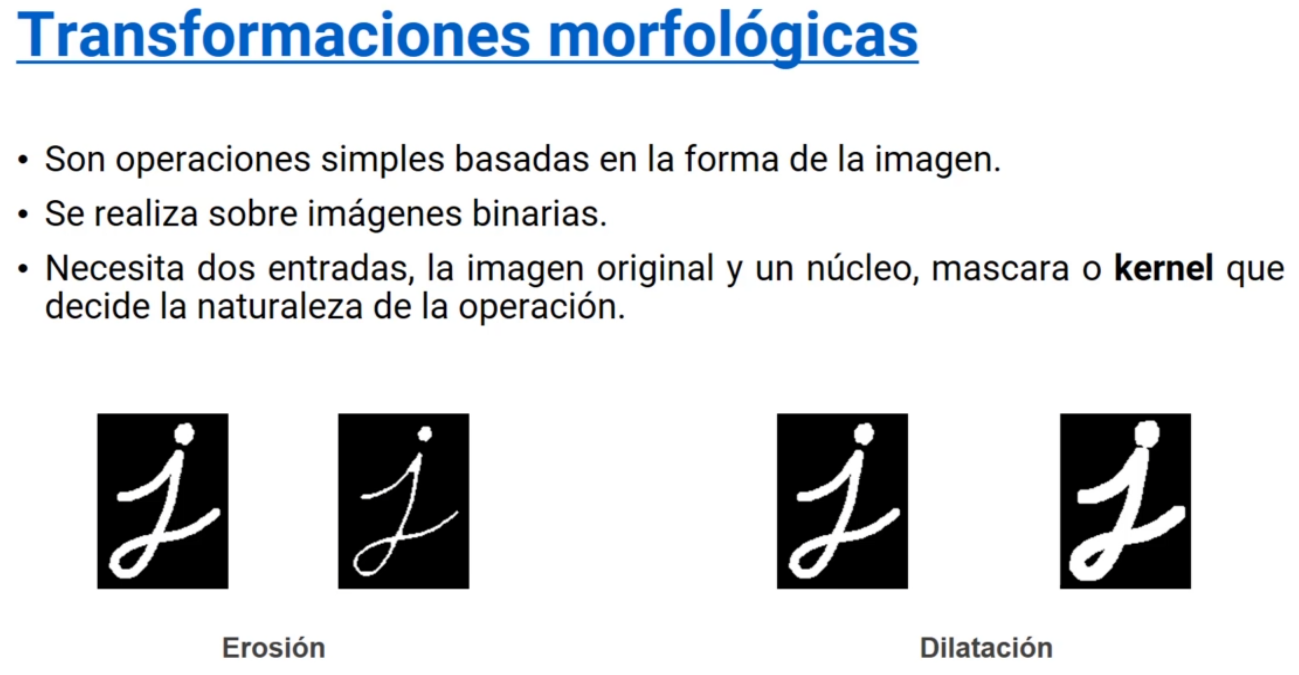 Transformaciones morfológicas
• Son operaciones simples basadas en la forma de la imagen.
• Se realiza sobre imágenes binarias.
• Necesita dos entradas, la imagen original y un núcleo, mascara o kernel que
decide la naturaleza de la operación.
j j j j
Erosión Dilatación